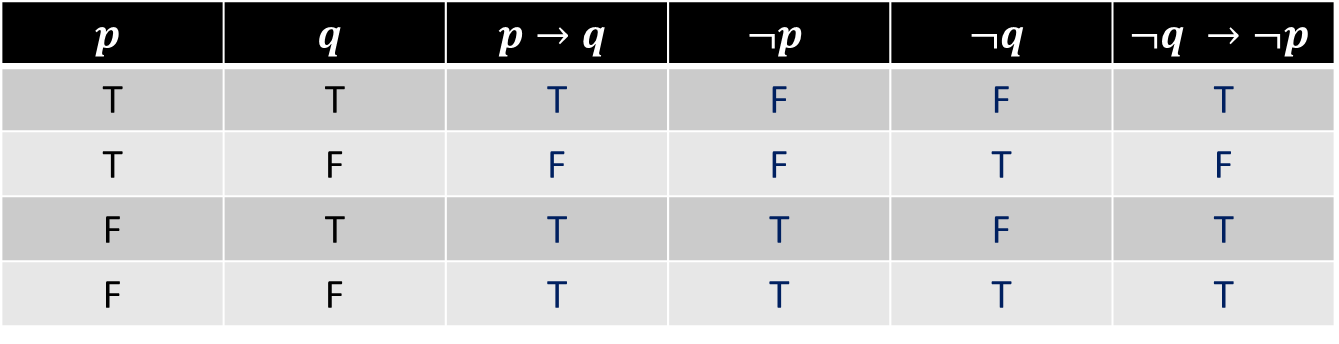 p q p → q ¬p ¬q ¬q → ¬p
T T T F F T
T F F F T F
F T T T F T
F F T T T T